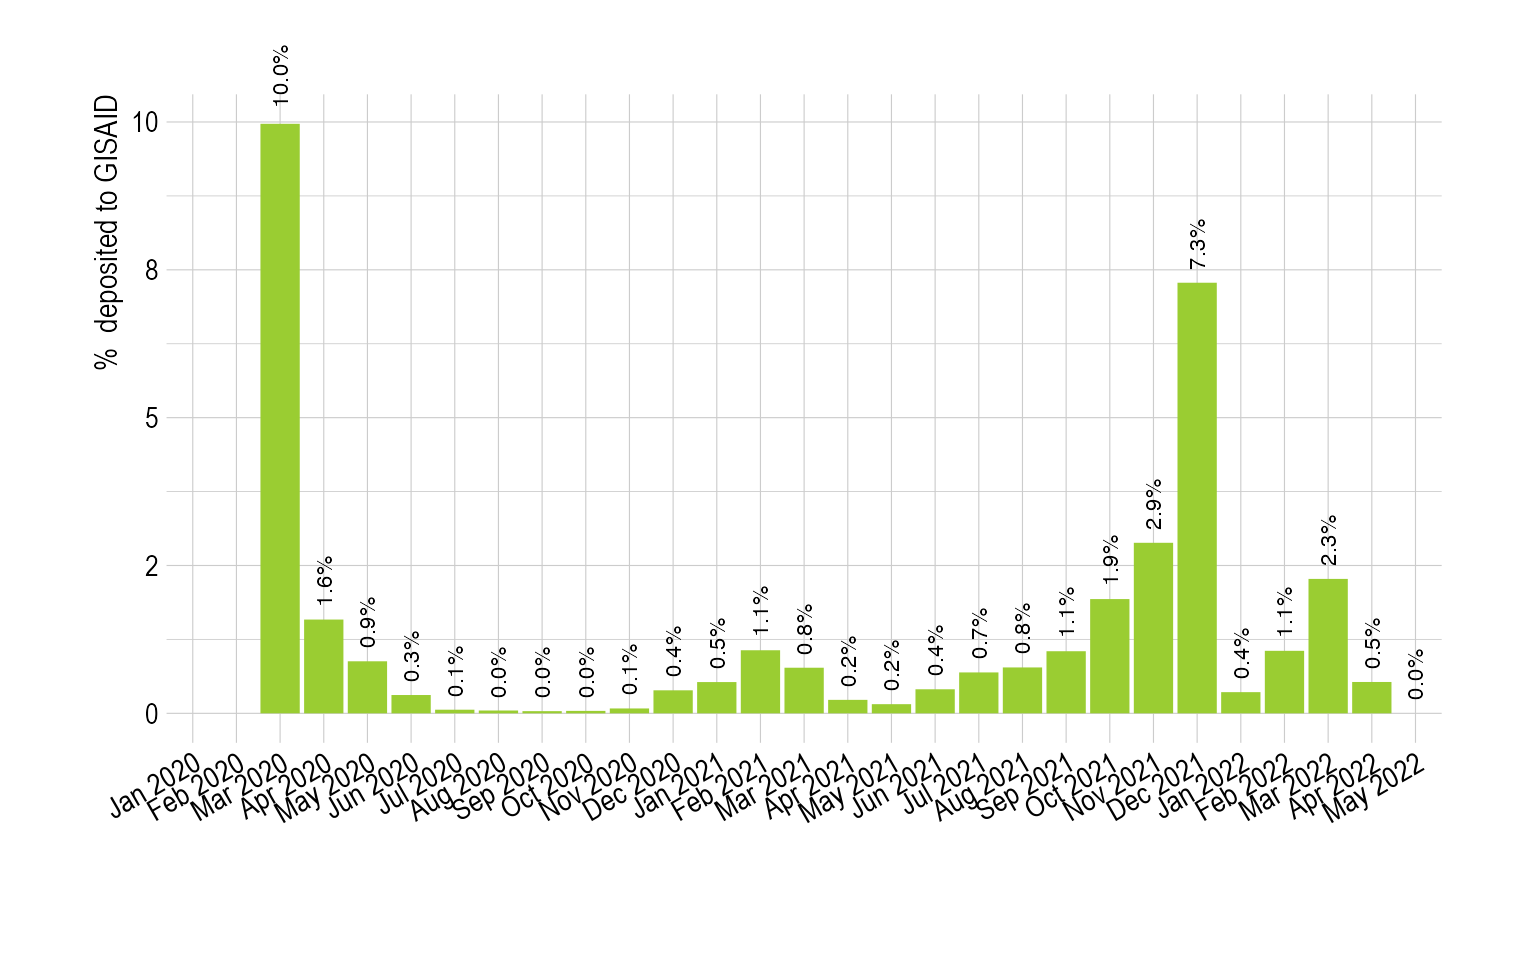 % deposited to GISAID
10
8
5
2
0
10.0%
1.6%
0.9%
0.3%
0.1%
0.0%
0.0%
0.0%
0.1%
0.4%
0.5%
1.1%
0.8%
0.2%
0.2%
0.4%
0.7%
0.8%
1.1%
1.9%
2.9%
7.3%
0.4%
1.1%
2.3%
0.5%
0.0%
Jan 2020
Feb 2020
Mar 2020
Apr 2020
May 2020
Jun 2020
Jul 2020
Aug 2020
Sep 2020
Oct 2020
Nov 2020
Dec 2020
Jan 2021
Feb 2021
Mar 2021
Apr 2021
May 2021
Jun 2021
Jul 2021
Aug 2021
Sep 2021
Oct 2021
Nov 2021
Dec 2021
Jan 2022
Feb 2022
Mar 2022
Apr 2022
May 2022